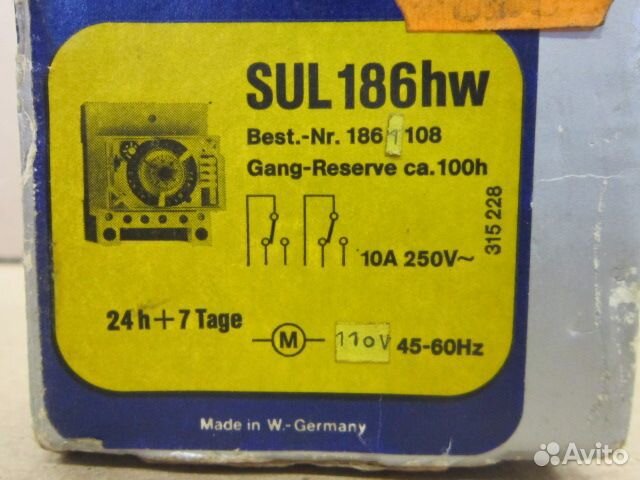 SUL 186hw
Best.-Nr. 186 1 108
Gang-Reserve ca. 100h
315 228
10A 250V~
24 h + 7 Tage
M
110V 45-60Hz
Made in W.-Germany
Avito